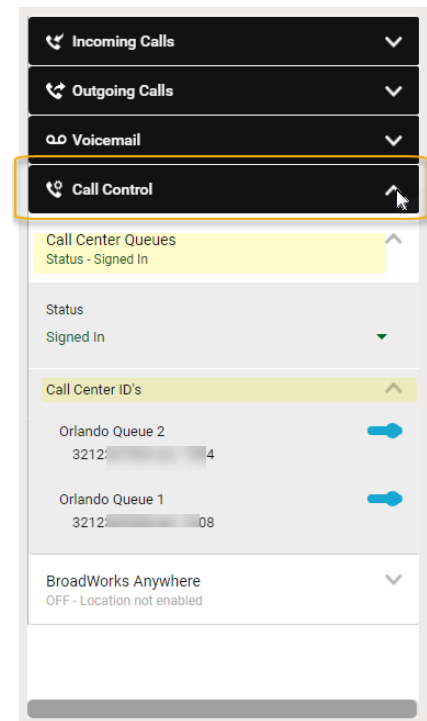 Incoming Calls
Outgoing Calls
Voicemail
Call Control
Call Center Queues
Status - Signed In
Status
Signed In
Call Center ID's
Orlando Queue 2
3212 4
Orlando Queue 1
3212 08
BroadWorks Anywhere
OFF - Location not enabled